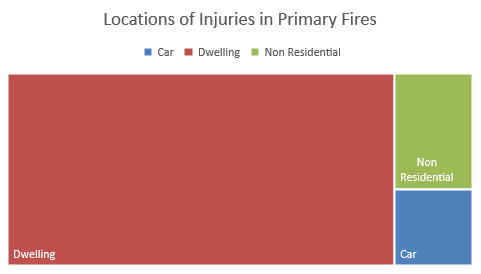 Locations of Injuries in Primary Fires
Car Dwelling Non Residential
Non
Residential
Dwelling
Car